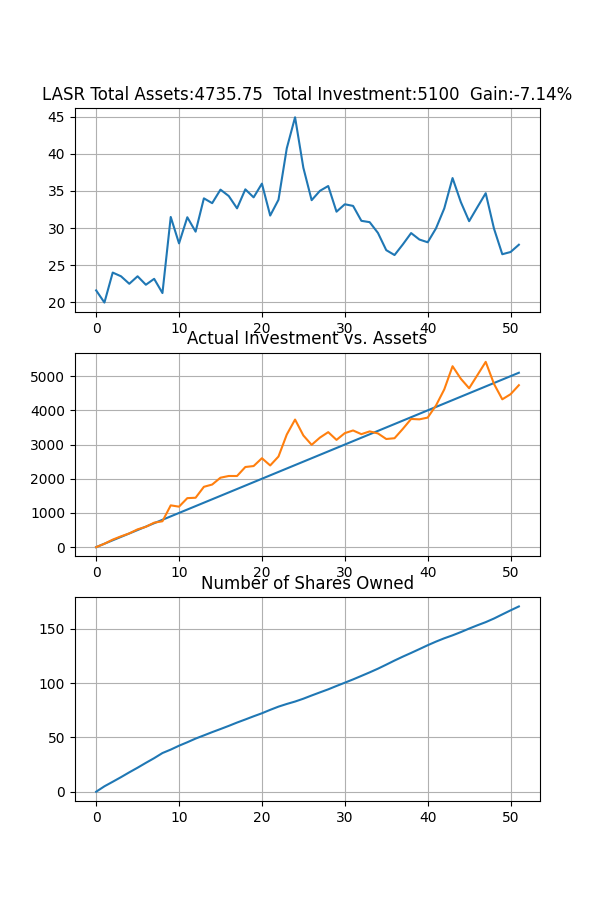 LASR Total Assets:4735.75  Total Investment:5100  Gain:-7.14%
45
40
35
30
25
20
0 10 20 30 40 50
Actual Investment vs. Assets
5000
4000
3000
2000
1000
0
0 10 20 30 40 50
Number of Shares Owned
150
100
50
0
0 10 20 30 40 50